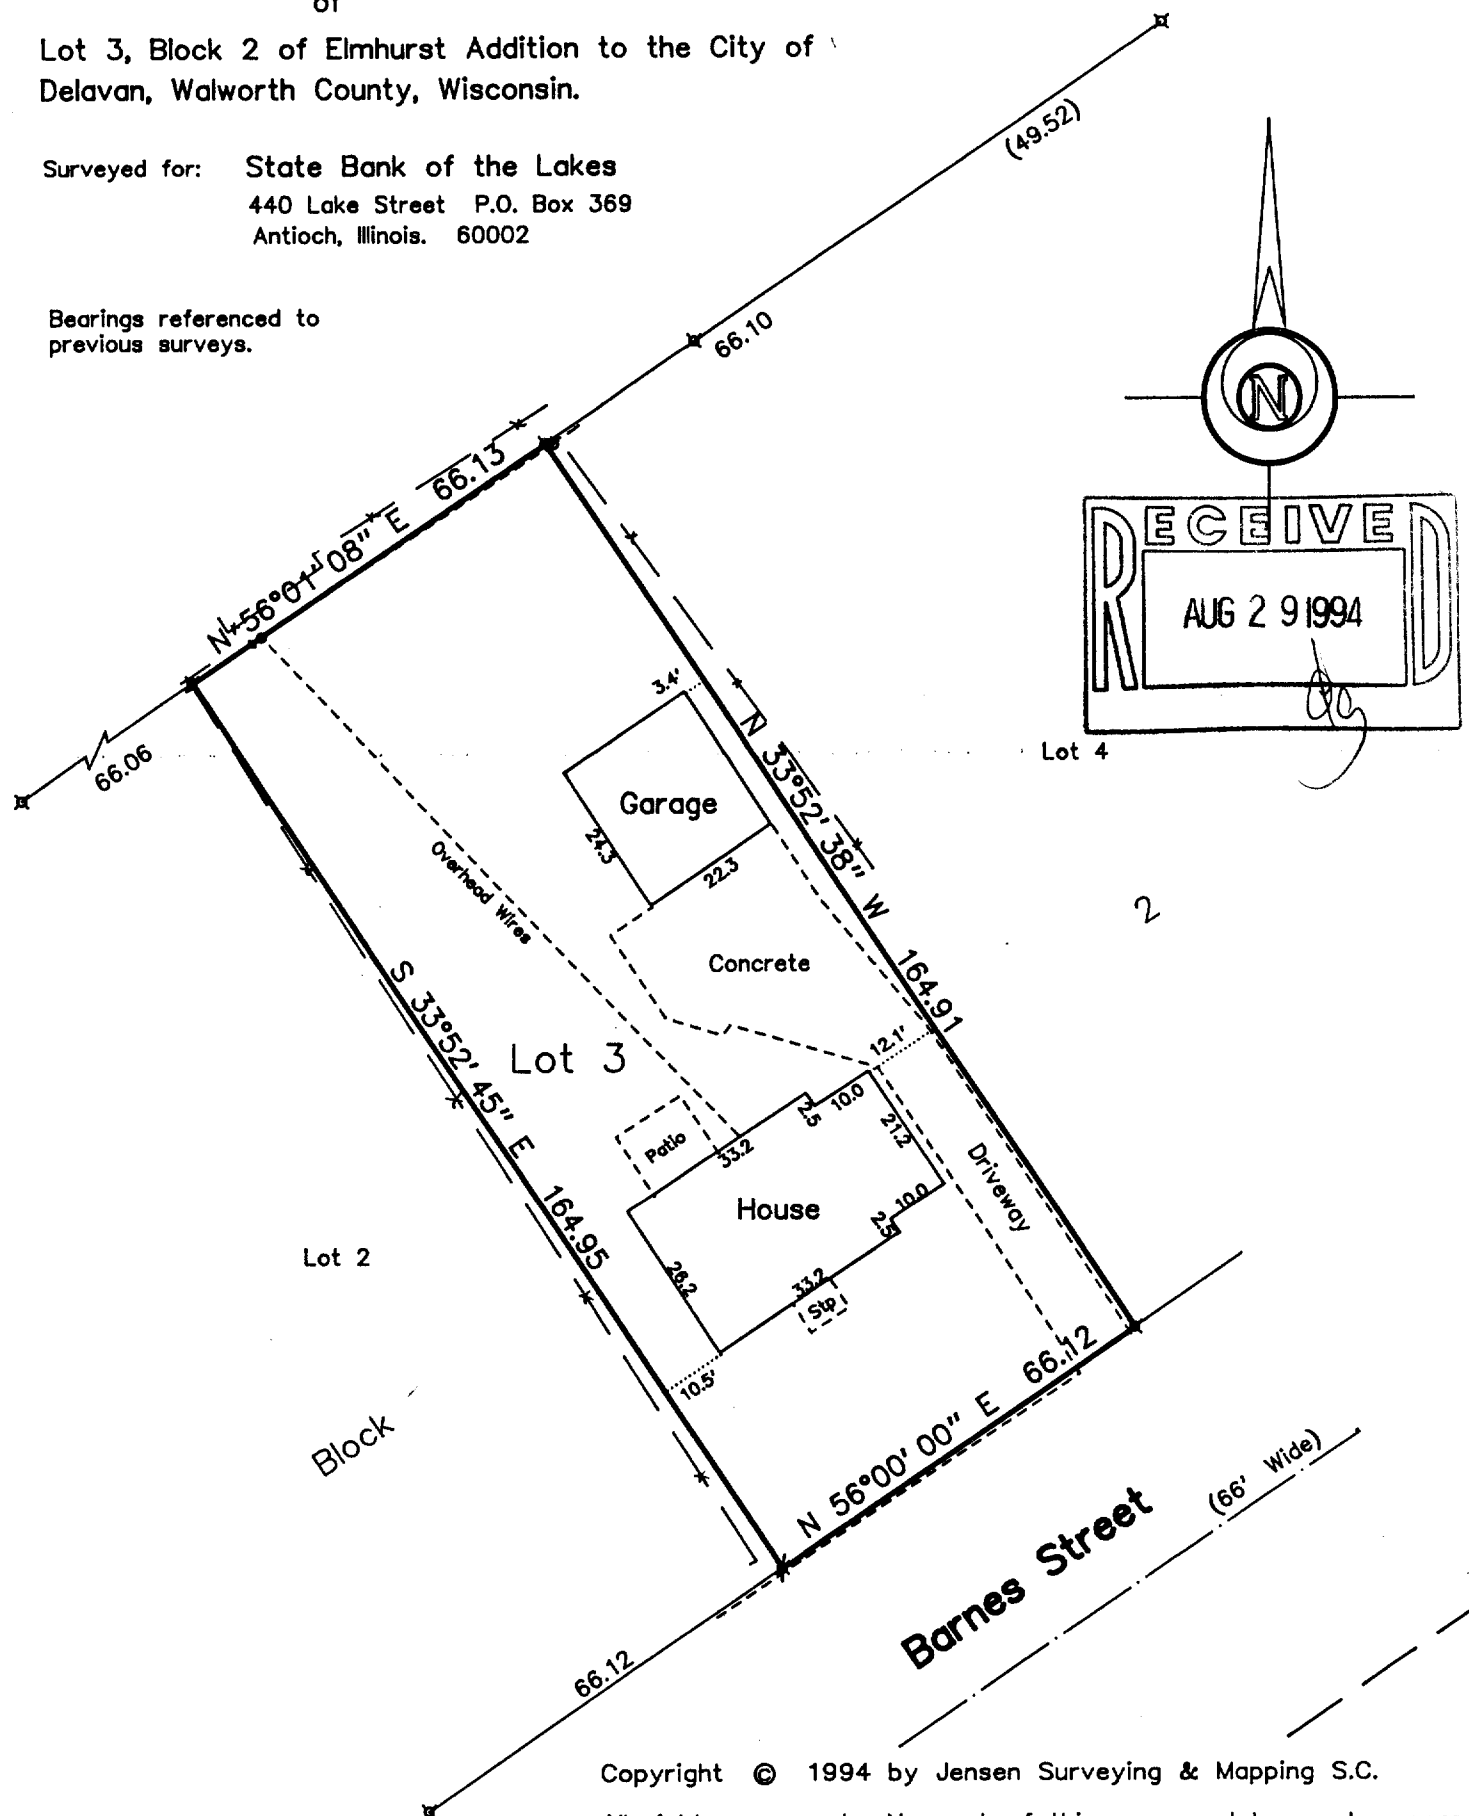 of
Lot 3, Block 2 of Elmhurst Addition to the City of
Delavan, Walworth County, Wisconsin.
Surveyed for: State Bank of the Lakes
440 Lake Street P.O. Box 369
Antioch, Illinois. 60002
Bearings referenced to
previous surveys.
(49.52)
66.10
N
RECEIVED
AUG 29 1994
N 56°01' 08" E 66.13
66.06
3.4'
Lot 4
N 33°52' 38" W 164.91
Garage
24.3
22.3
Overhead Wires
2
Concrete
S 33°52' 45" E 164.95
Lot 3
12.1'
10.0
2.5
21.2
Patio
33.2
Driveway
House
10.0
2.5
Lot 2
26.2
33.2
Stp
10.5'
66.12
N 56°00' 00" E
Block
(66' Wide)
Barnes Street
66.12
Copyright © 1994 by Jensen Surveying & Mapping S.C.